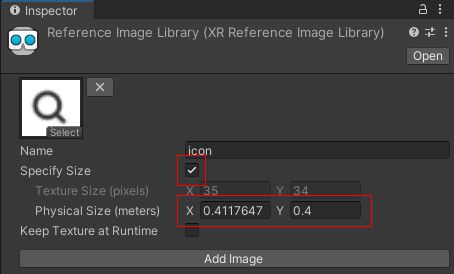 Inspector
Reference Image Library (XR Reference Image Library)
Open
Select
Name icon
Specify Size
Texture Size (pixels) X 35 Y 34
Physical Size (meters) X 0.4117647 Y 0.4
Keep Texture at Runtime
Add Image